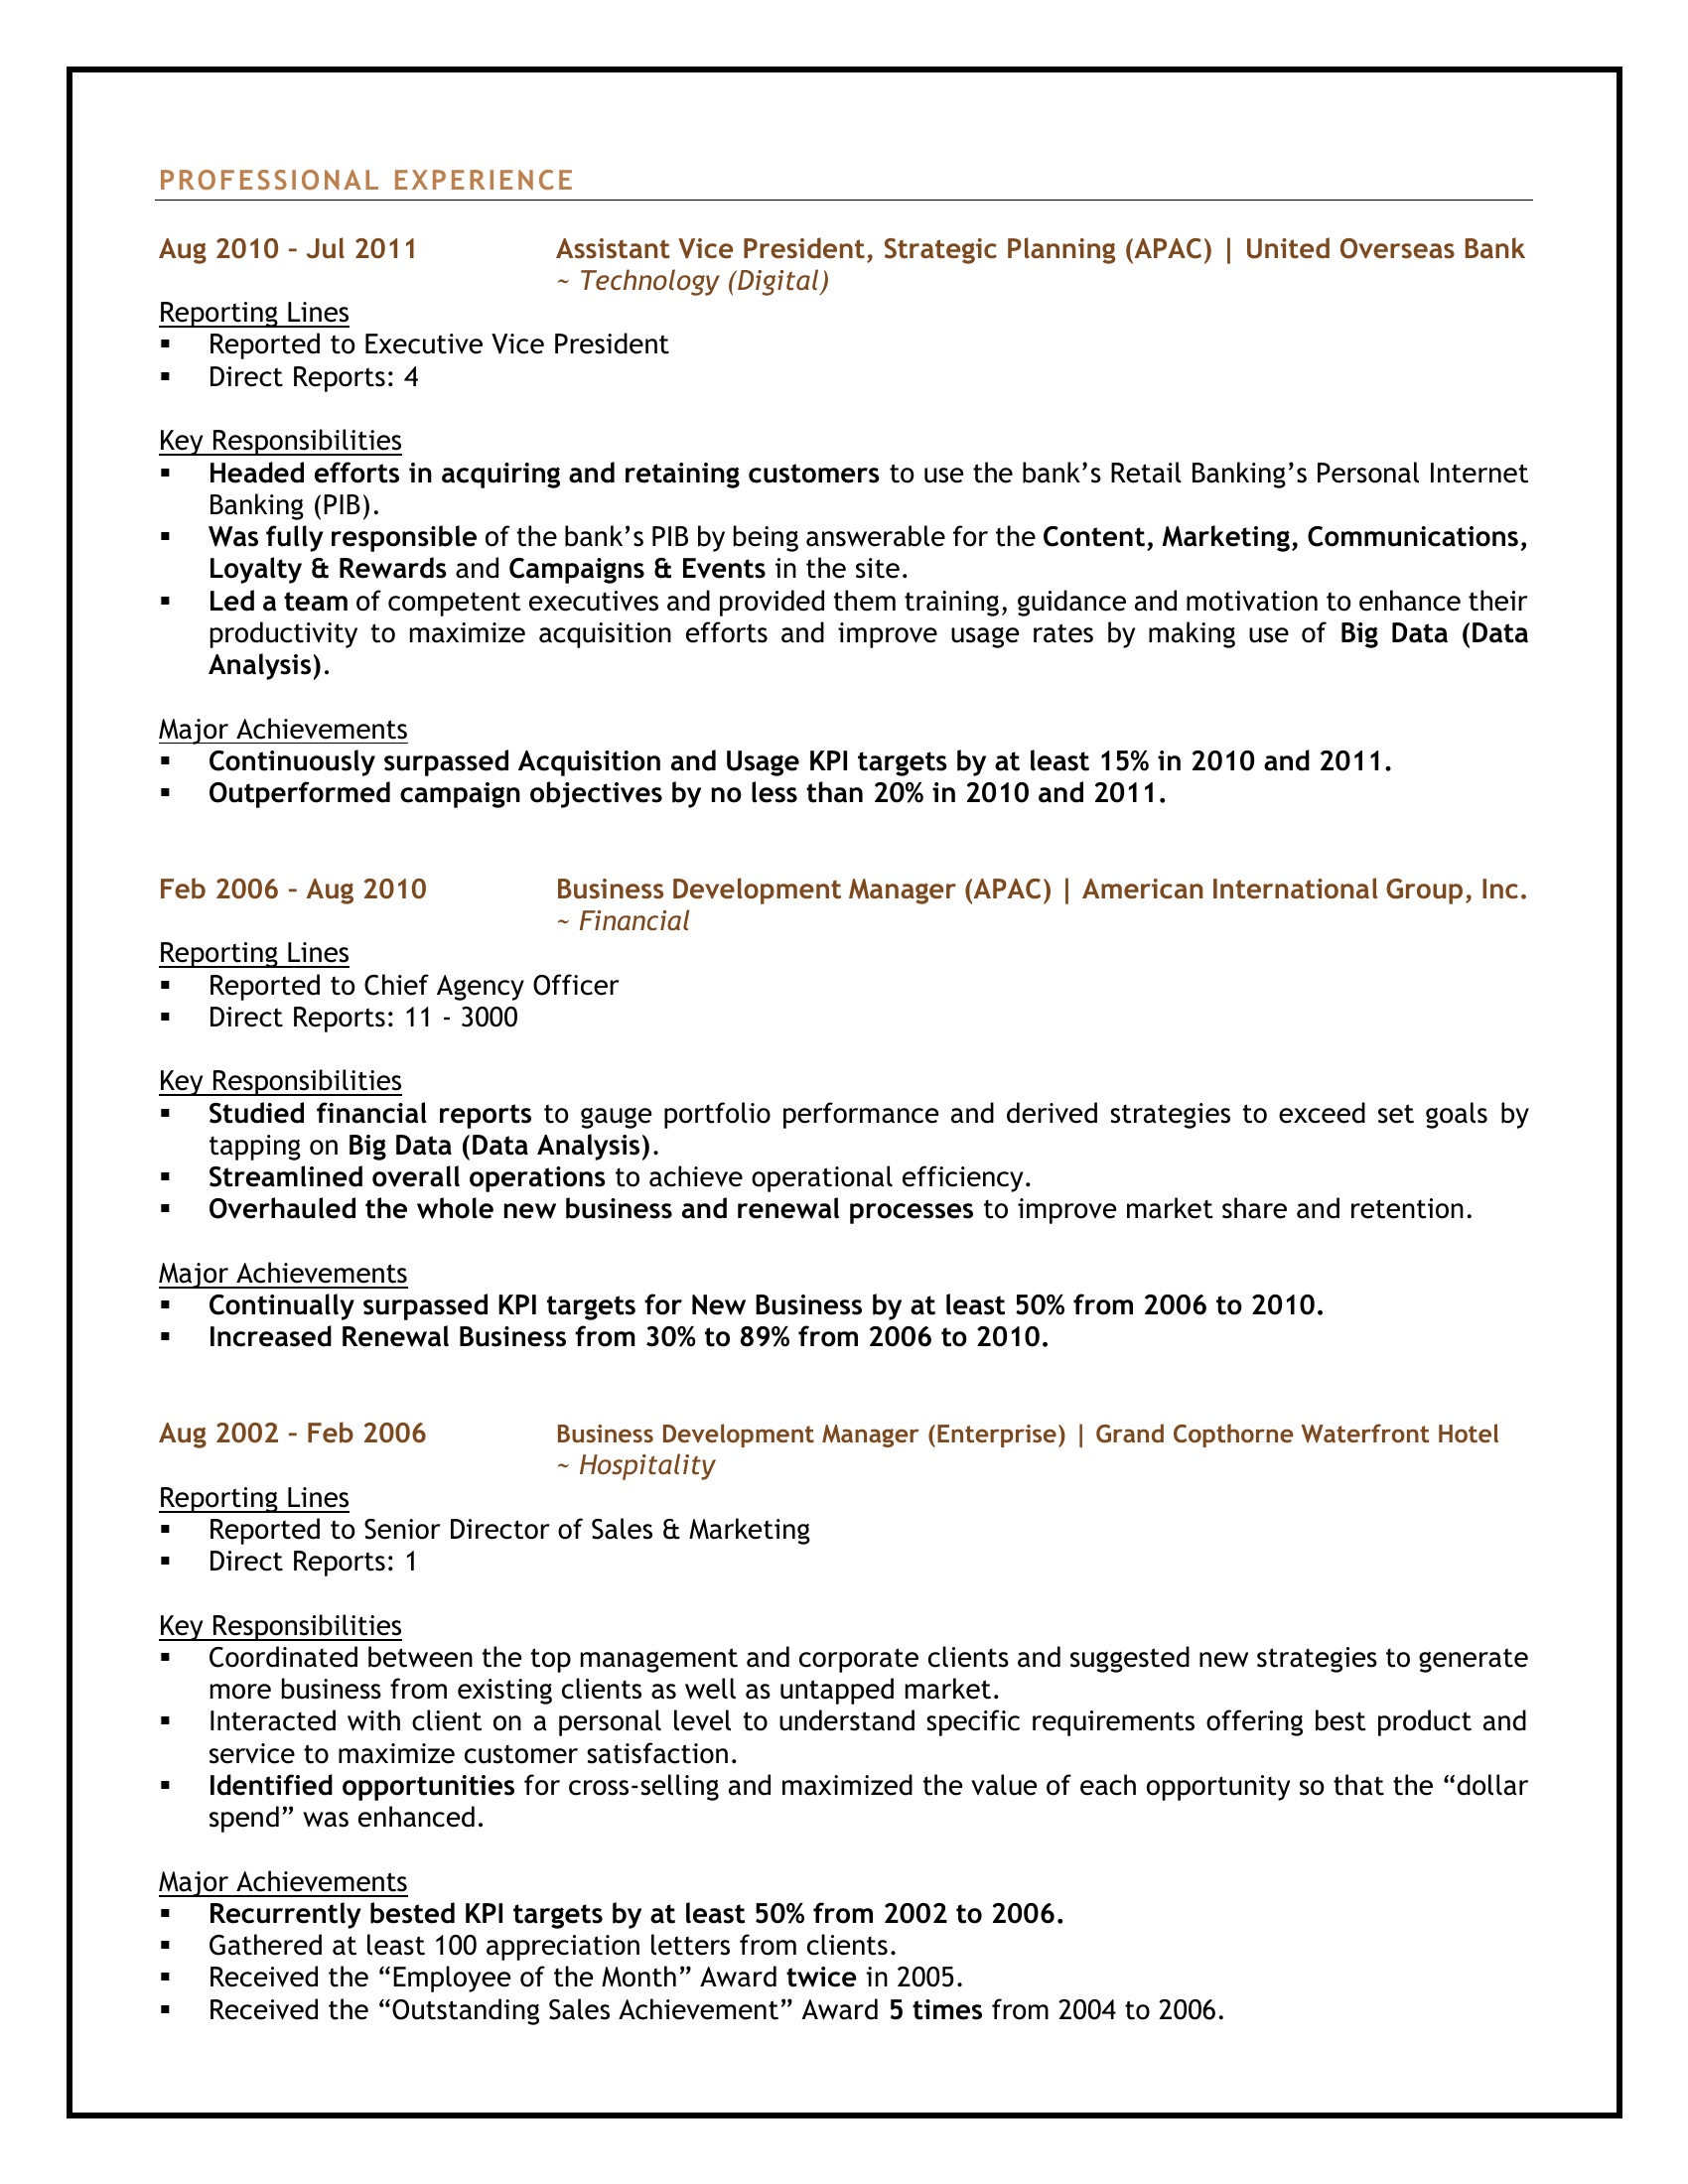 PROFESSIONAL EXPERIENCE
Aug 2010 – Jul 2011 Assistant Vice President, Strategic Planning (APAC) | United Overseas Bank
~ Technology (Digital)
Reporting Lines
▪ Reported to Executive Vice President
▪ Direct Reports: 4
Key Responsibilities
▪ Headed efforts in acquiring and retaining customers to use the bank’s Retail Banking’s Personal Internet
Banking (PIB).
▪ Was fully responsible of the bank’s PIB by being answerable for the Content, Marketing, Communications,
Loyalty & Rewards and Campaigns & Events in the site.
▪ Led a team of competent executives and provided them training, guidance and motivation to enhance their
productivity to maximize acquisition efforts and improve usage rates by making use of Big Data (Data
Analysis).
Major Achievements
▪ Continuously surpassed Acquisition and Usage KPI targets by at least 15% in 2010 and 2011.
▪ Outperformed campaign objectives by no less than 20% in 2010 and 2011.
Feb 2006 – Aug 2010 Business Development Manager (APAC) | American International Group, Inc.
~ Financial
Reporting Lines
▪ Reported to Chief Agency Officer
▪ Direct Reports: 11 - 3000
Key Responsibilities
▪ Studied financial reports to gauge portfolio performance and derived strategies to exceed set goals by
tapping on Big Data (Data Analysis).
▪ Streamlined overall operations to achieve operational efficiency.
▪ Overhauled the whole new business and renewal processes to improve market share and retention.
Major Achievements
▪ Continually surpassed KPI targets for New Business by at least 50% from 2006 to 2010.
▪ Increased Renewal Business from 30% to 89% from 2006 to 2010.
Aug 2002 – Feb 2006 Business Development Manager (Enterprise) | Grand Copthorne Waterfront Hotel
~ Hospitality
Reporting Lines
▪ Reported to Senior Director of Sales & Marketing
▪ Direct Reports: 1
Key Responsibilities
▪ Coordinated between the top management and corporate clients and suggested new strategies to generate
more business from existing clients as well as untapped market.
▪ Interacted with client on a personal level to understand specific requirements offering best product and
service to maximize customer satisfaction.
▪ Identified opportunities for cross-selling and maximized the value of each opportunity so that the “dollar
spend” was enhanced.
Major Achievements
▪ Recurrently bested KPI targets by at least 50% from 2002 to 2006.
▪ Gathered at least 100 appreciation letters from clients.
▪ Received the “Employee of the Month” Award twice in 2005.
▪ Received the “Outstanding Sales Achievement” Award 5 times from 2004 to 2006.